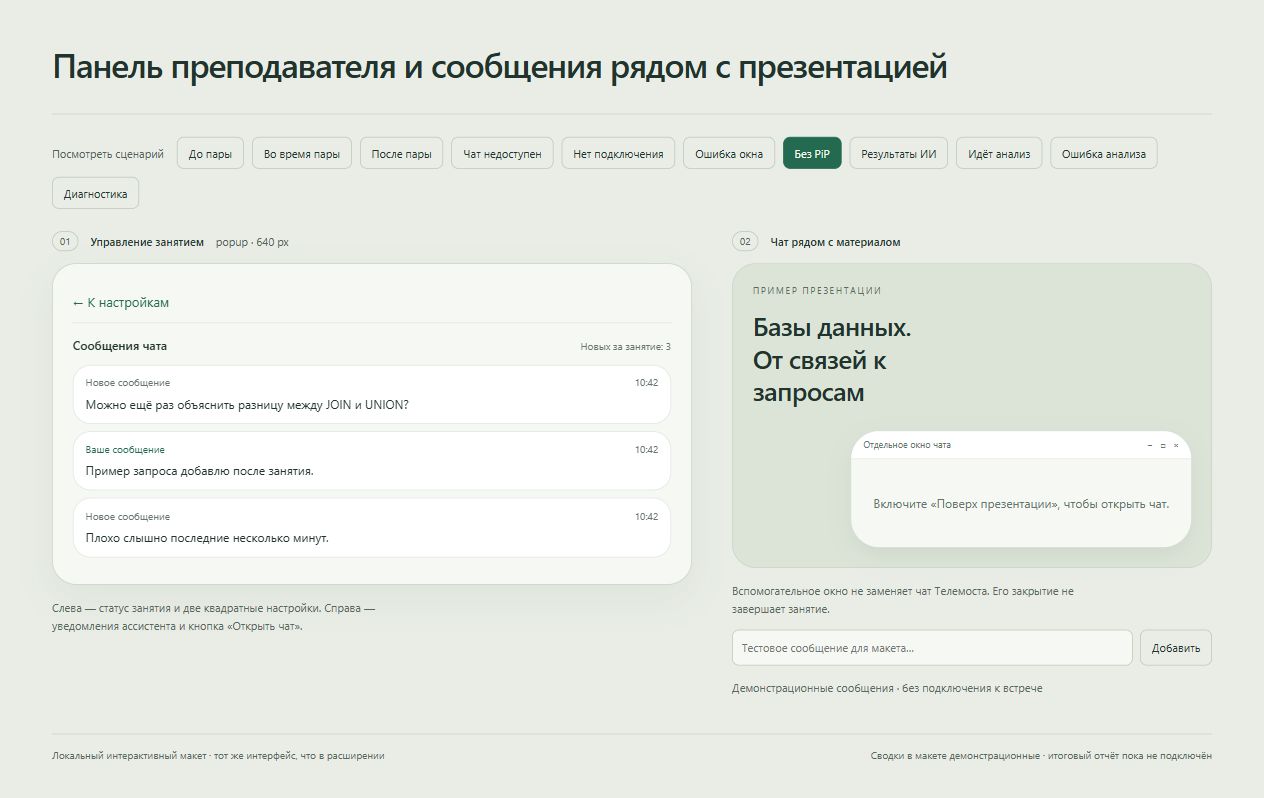 Панель преподавателя и сообщения рядом с презентацией
Посмотреть сценарий
До пары
Во время пары
После пары
Чат недоступен
Нет подключения
Ошибка окна
Без PiP
Результаты ИИ
Идёт анализ
Ошибка анализа
Диагностика
01 Управление занятием popup · 640 px
← К настройкам
Сообщения чата
Новых за занятие: 3
Новое сообщение 10:42
Можно ещё раз объяснить разницу между JOIN и UNION?
Ваше сообщение 10:42
Пример запроса добавлю после занятия.
Новое сообщение 10:42
Плохо слышно последние несколько минут.
Слева — статус занятия и две квадратные настройки. Справа —
уведомления ассистента и кнопка «Открыть чат».
02 Чат рядом с материалом
ПРИМЕР ПРЕЗЕНТАЦИИ
Базы данных.
От связей к
запросам
Отдельное окно чата
Включите «Поверх презентации», чтобы открыть чат.
Вспомогательное окно не заменяет чат Телемоста. Его закрытие не
завершает занятие.
Тестовое сообщение для макета...
Добавить
Демонстрационные сообщения · без подключения к встрече
Локальный интерактивный макет · тот же интерфейс, что в расширении
Сводки в макете демонстрационные · итоговый отчёт пока не подключён